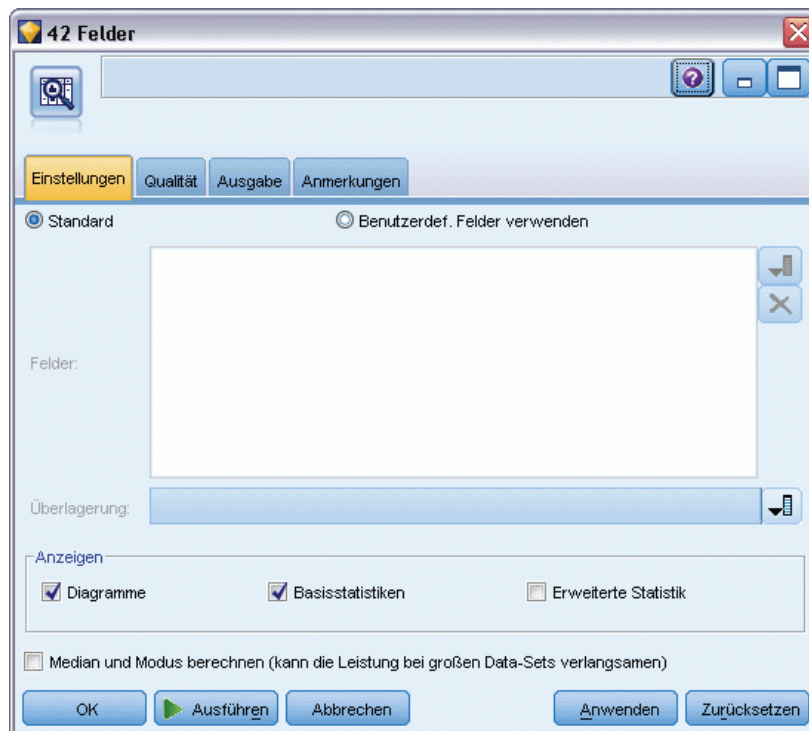 42 Felder
Einstellungen Qualität Ausgabe Anmerkungen
Standard Benutzerdef. Felder verwenden
Felder:
Überlagerung:
Anzeigen
Diagramme Basisstatistiken Erweiterte Statistik
Median und Modus berechnen (kann die Leistung bei großen Data-Sets verlangsamen)
OK Ausführen Abbrechen Anwenden Zurücksetzen